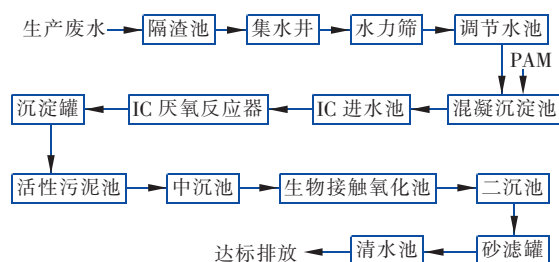 生产废水 隔渣池 集水井 水力筛 调节水池
PAM
沉淀罐 IC 厌氧反应器 IC 进水池 混凝沉淀池
活性污泥池 中沉池 生物接触氧化池 二沉池
达标排放 清水池 砂滤罐